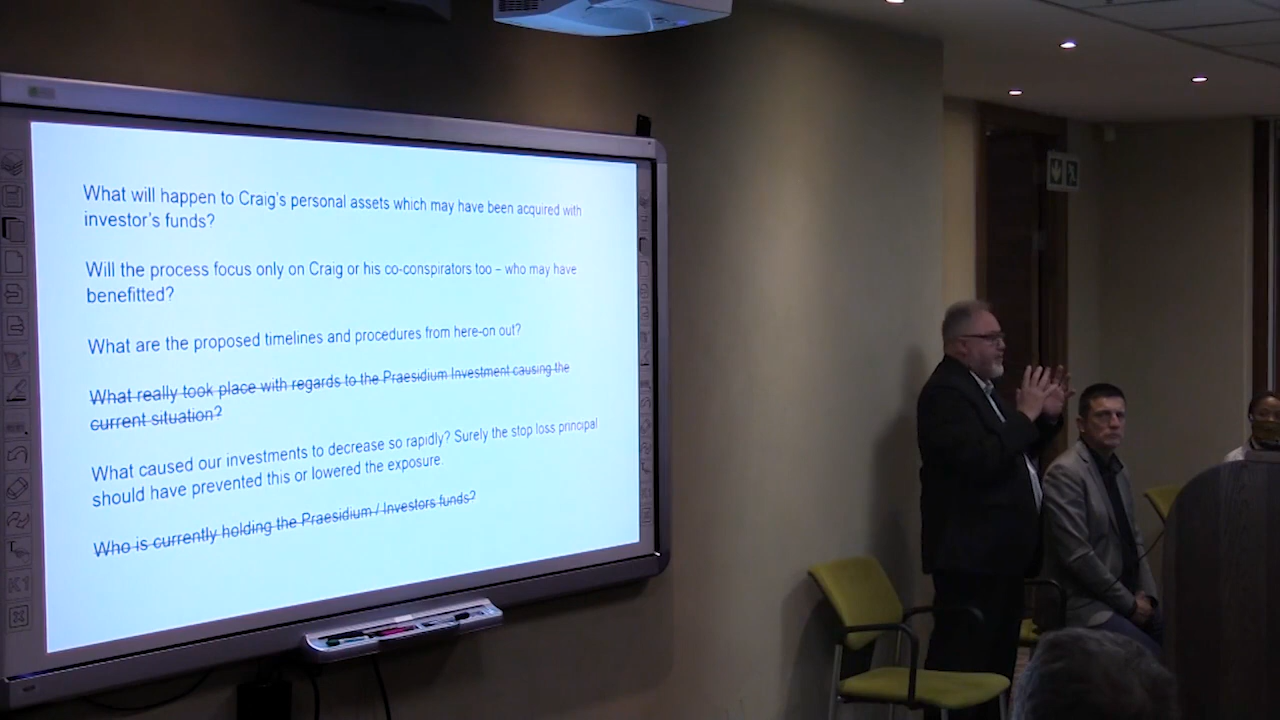 What will happen to Craig's personal assets which may have been acquired with
investor's funds?
Will the process focus only on Craig or his co-conspirators too – who may have
benefitted?
What are the proposed timelines and procedures from here-on out?
What really took place with regards to the Praesidium Investment causing the
current situation?
What caused our investments to decrease so rapidly? Surely the stop loss principal
should have prevented this or lowered the exposure.
Who is currently holding the Praesidium / Investors funds?